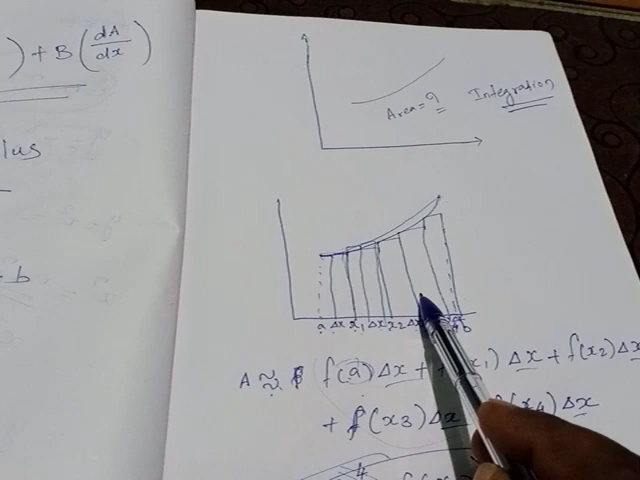 ) + B (dA/dx)
lus
b
Area = ?
Integration
a Δx x1 Δx x2 Δx b
A ≈ f(a) Δx + f(x1) Δx + f(x2) Δx
+ f(x3) Δx f(x4) Δx
4